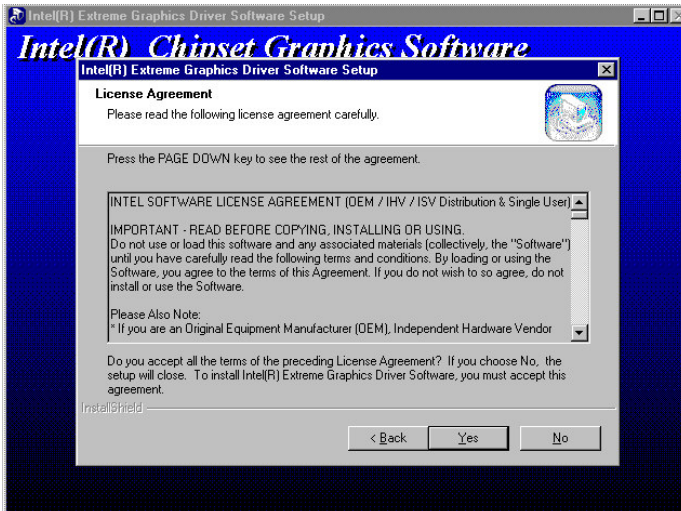 Intel(R) Extreme Graphics Driver Software Setup
Intel(R) Chipset Graphics Software
Intel(R) Extreme Graphics Driver Software Setup
License Agreement
Please read the following license agreement carefully.
Press the PAGE DOWN key to see the rest of the agreement.
INTEL SOFTWARE LICENSE AGREEMENT (OEM / IHV / ISV Distribution & Single User)
IMPORTANT - READ BEFORE COPYING, INSTALLING OR USING.
Do not use or load this software and any associated materials (collectively, the "Software")
until you have carefully read the following terms and conditions. By loading or using the
Software, you agree to the terms of this Agreement. If you do not wish to so agree, do not
install or use the Software.
Please Also Note:
* If you are an Original Equipment Manufacturer (OEM), Independent Hardware Vendor
Do you accept all the terms of the preceding License Agreement? If you choose No, the
setup will close. To install Intel(R) Extreme Graphics Driver Software, you must accept this
agreement.
InstallShield
< Back
Yes
No